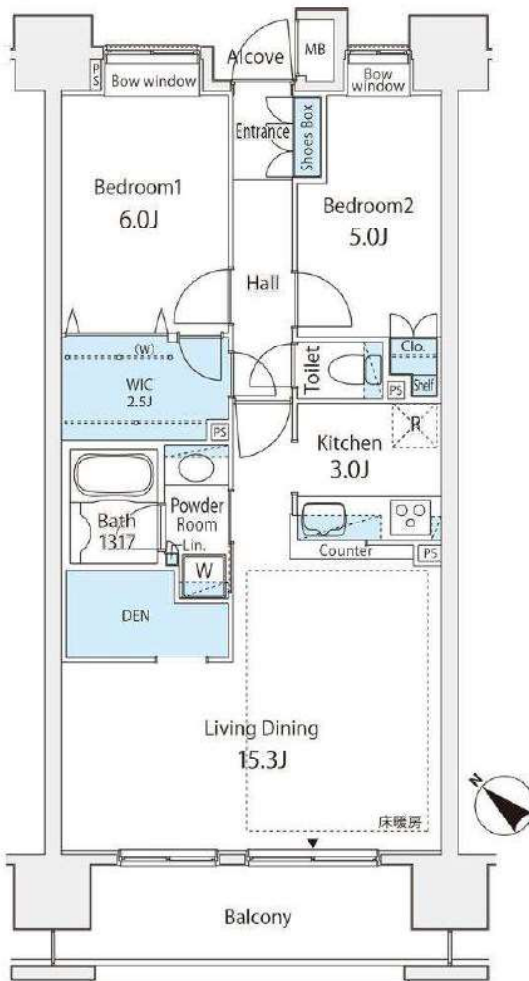 Alcove
MB
P
S
Bow window
Bow
window
Entrance
Shoes Box
Bedroom1
6.0J
Bedroom2
5.0J
Hall
(W)
WIC
2.5J
Toilet
Clo.
Shelf
PS
PS
Kitchen
3.0J
R
Bath
1317
Powder
Room
Lin.
W
Counter
PS
DEN
Living Dining
15.3J
床暖房
N
Balcony